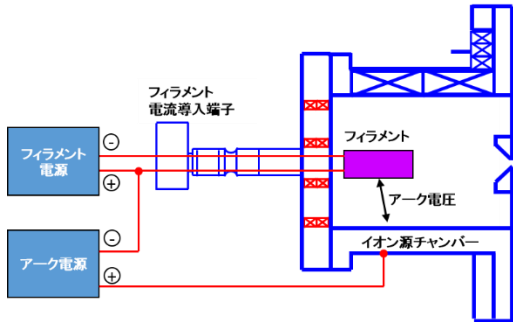 フィラメント
電流導入端子
フィラメント
電源
⊖
⊕
フィラメント
アーク電圧
アーク電源
⊖
⊕
イオン源チャンバー